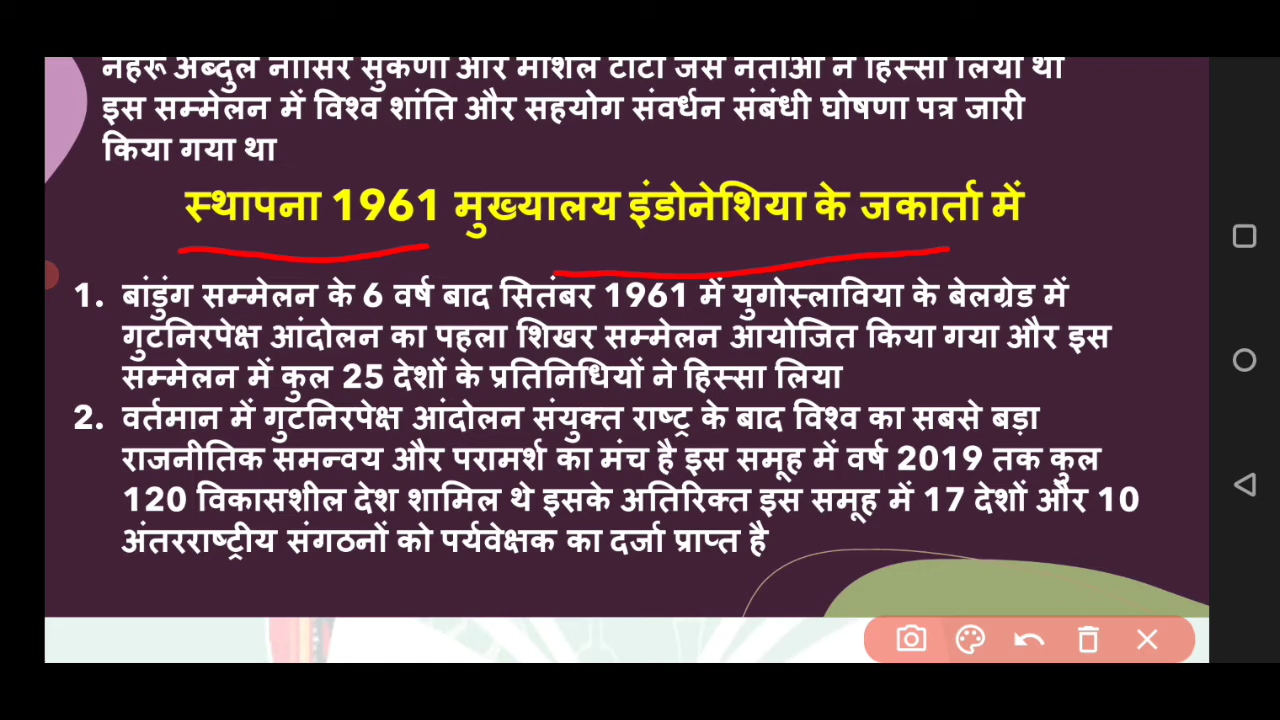 नेहरू अब्दुल नासिर सुकर्णो और मार्शल टीटो जैसे नेताओं ने हिस्सा लिया था
इस सम्मेलन में विश्व शांति और सहयोग संवर्धन संबंधी घोषणा पत्र जारी
किया गया था
स्थापना 1961 मुख्यालय इंडोनेशिया के जकार्ता में
1. बांडुंग सम्मेलन के 6 वर्ष बाद सितंबर 1961 में युगोस्लाविया के बेलग्रेड में
गुटनिरपेक्ष आंदोलन का पहला शिखर सम्मेलन आयोजित किया गया और इस
सम्मेलन में कुल 25 देशों के प्रतिनिधियों ने हिस्सा लिया
2. वर्तमान में गुटनिरपेक्ष आंदोलन संयुक्त राष्ट्र के बाद विश्व का सबसे बड़ा
राजनीतिक समन्वय और परामर्श का मंच है इस समूह में वर्ष 2019 तक कुल
120 विकासशील देश शामिल थे इसके अतिरिक्त इस समूह में 17 देशों और 10
अंतरराष्ट्रीय संगठनों को पर्यवेक्षक का दर्जा प्राप्त है